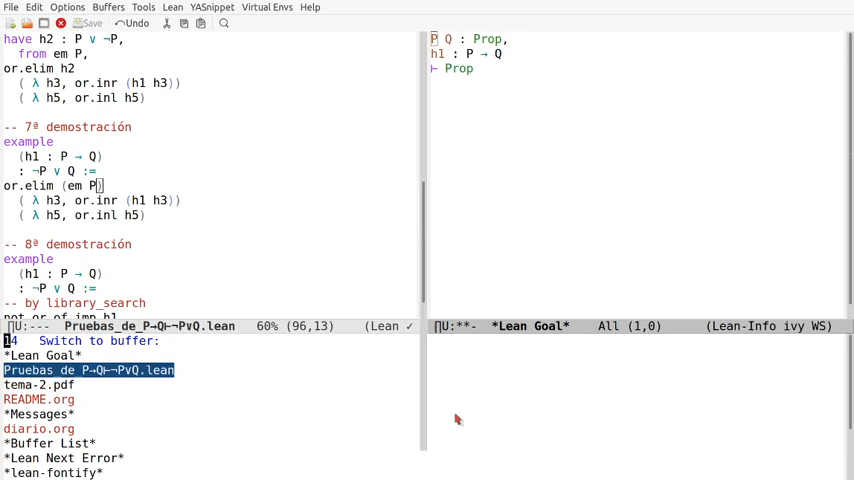 File Edit Options Buffers Tools Lean YASnippet Virtual Envs Help
Save Undo
have h2 : P ∨ ¬P,
from em P,
or.elim h2
( λ h3, or.inr (h1 h3))
( λ h5, or.inl h5)
-- 7ª demostración
example
(h1 : P → Q)
: ¬P ∨ Q :=
or.elim (em P)
( λ h3, or.inr (h1 h3))
( λ h5, or.inl h5)
-- 8ª demostración
example
(h1 : P → Q)
: ¬P ∨ Q :=
-- by library_search
not_or_of_imp h1
∏U:--- Pruebas_de_P→Q⊢¬P∨Q.lean 60% (96,13) (Lean ✓
P Q : Prop,
h1 : P → Q
⊢ Prop
∏U:**- *Lean Goal* All (1,0) (Lean-Info ivy WS)
14 Switch to buffer:
*Lean Goal*
Pruebas_de_P→Q⊢¬P∨Q.lean
tema-2.pdf
README.org
*Messages*
diario.org
*Buffer List*
*Lean Next Error*
*lean-fontify*